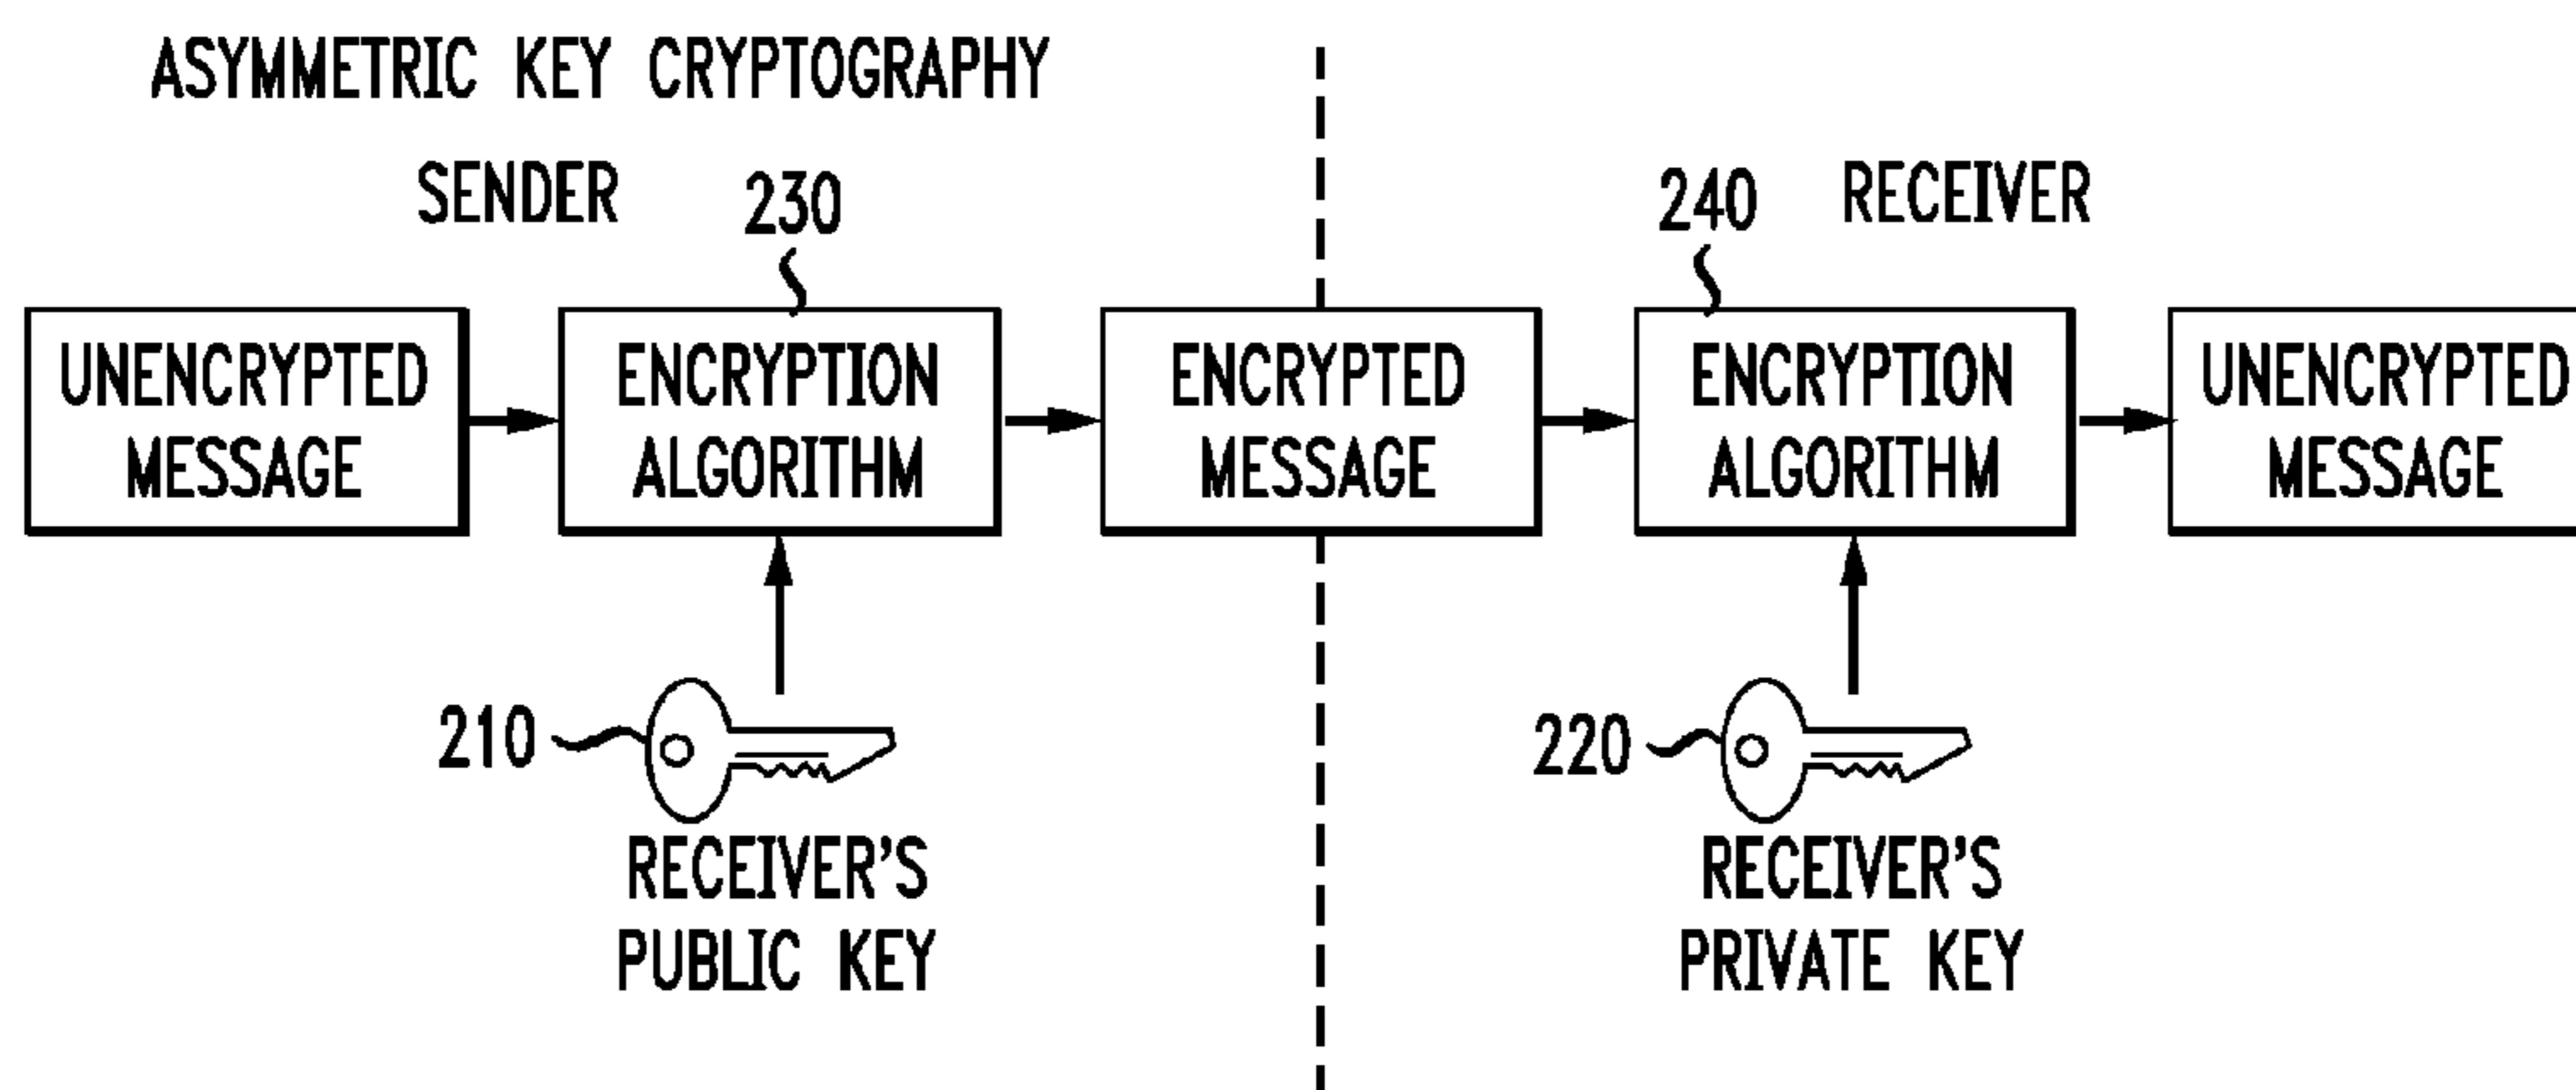 ASYMMETRIC KEY CRYPTOGRAPHY
SENDER
230
240
RECEIVER
UNENCRYPTED
MESSAGE
ENCRYPTION
ALGORITHM
ENCRYPTED
MESSAGE
ENCRYPTION
ALGORITHM
UNENCRYPTED
MESSAGE
210
RECEIVER'S
PUBLIC KEY
220
RECEIVER'S
PRIVATE KEY